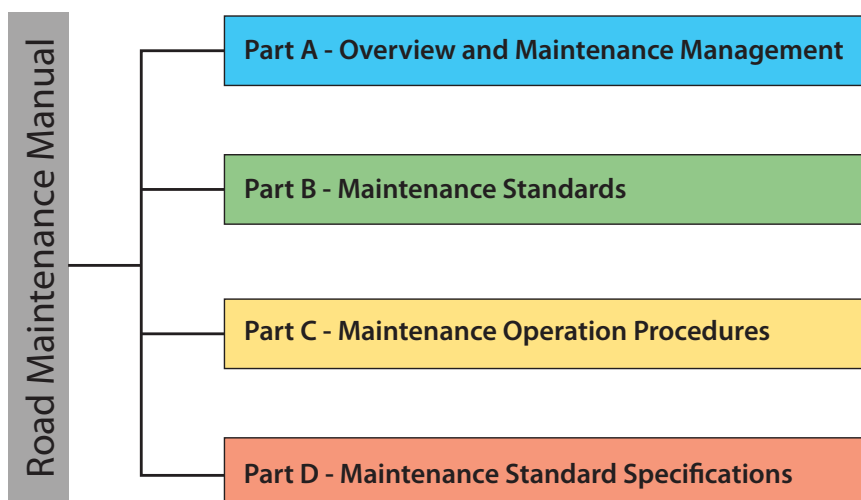 Road Maintenance Manual
Part A - Overview and Maintenance Management
Part B - Maintenance Standards
Part C - Maintenance Operation Procedures
Part D - Maintenance Standard Specifications